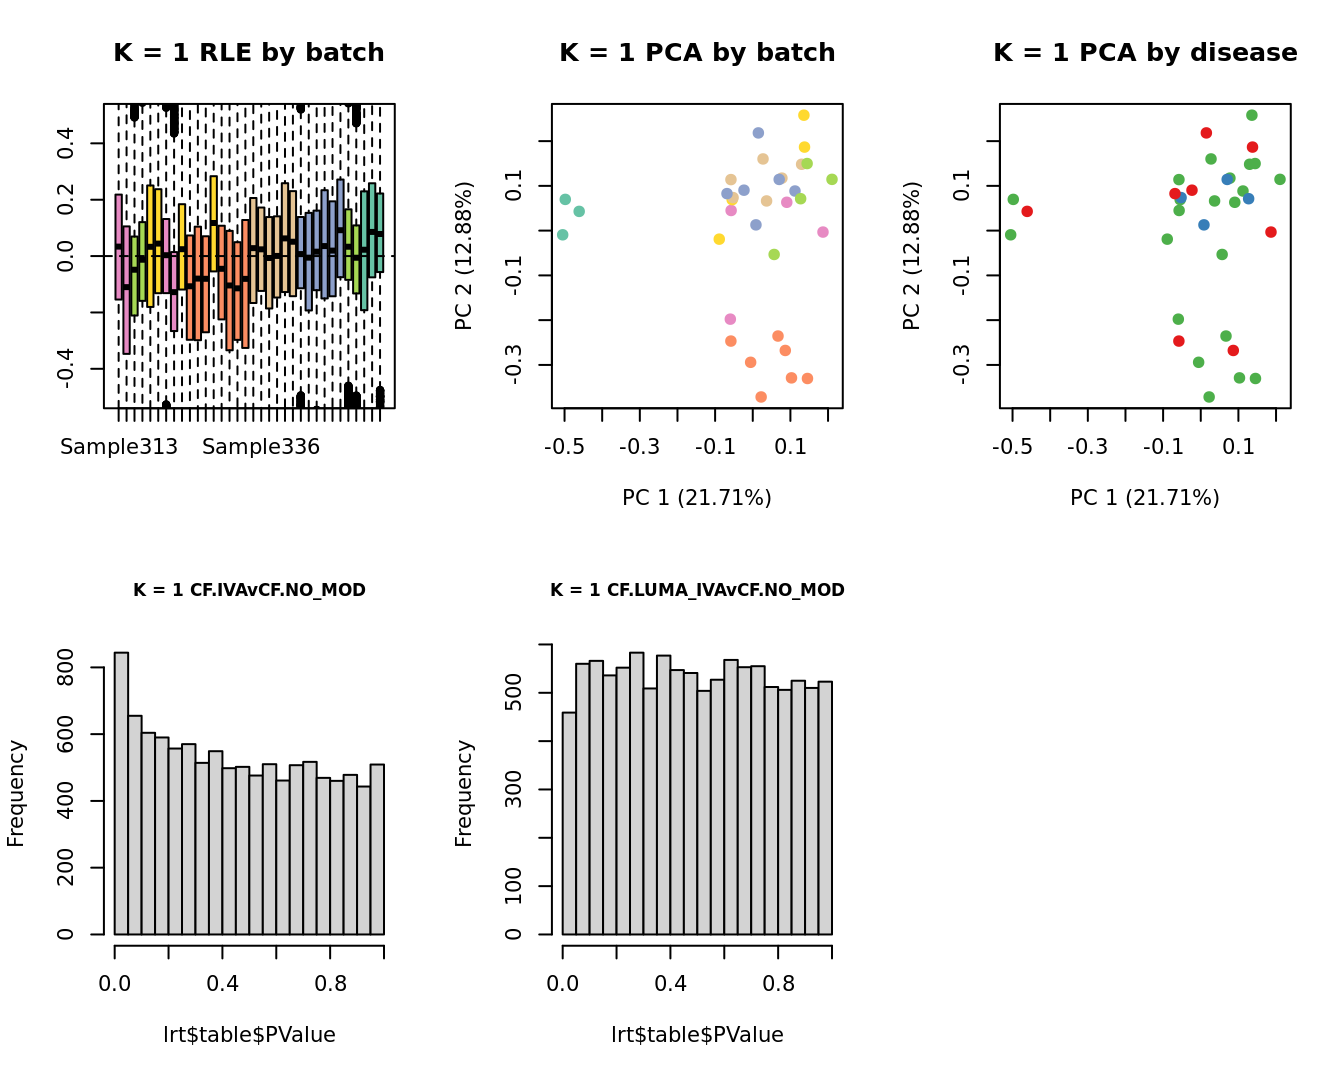 K = 1 RLE by batch
0.4
0.2
0.0
-0.4
Sample313 Sample336
K = 1 PCA by batch
PC 2 (12.88%)
0.1
-0.1
-0.3
-0.5 -0.3 -0.1 0.1
PC 1 (21.71%)
K = 1 PCA by disease
PC 2 (12.88%)
0.1
-0.1
-0.3
-0.5 -0.3 -0.1 0.1
PC 1 (21.71%)
K = 1 CF.IVAvCF.NO_MOD
Frequency
800
600
400
200
0
0.0 0.4 0.8
lrt$table$PValue
K = 1 CF.LUMA_IVAvCF.NO_MOD
Frequency
500
300
100
0
0.0 0.4 0.8
lrt$table$PValue